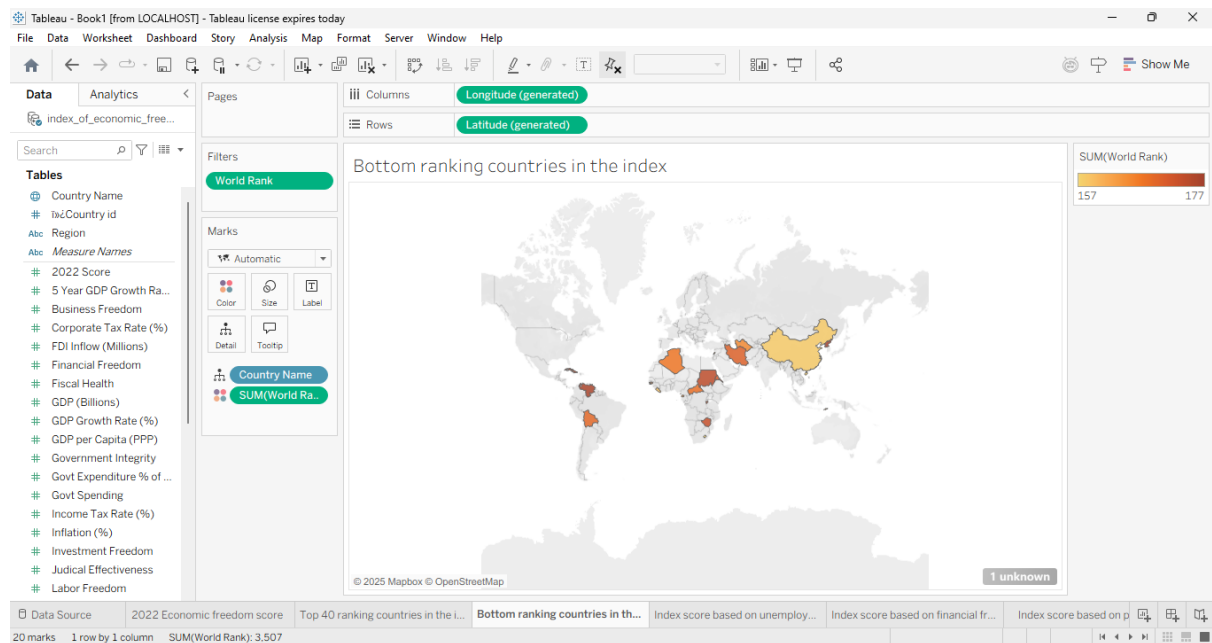 Tableau - Book1 [from LOCALHOST] - Tableau license expires today
File Data Worksheet Dashboard Story Analysis Map Format Server Window Help
Show Me
Data Analytics
index_of_economic_free...
Search
Tables
Country Name
ï»¿Country id
Abc Region
Abc Measure Names
2022 Score
5 Year GDP Growth Ra...
Business Freedom
Corporate Tax Rate (%)
FDI Inflow (Millions)
Financial Freedom
Fiscal Health
GDP (Billions)
GDP Growth Rate (%)
GDP per Capita (PPP)
Government Integrity
Govt Expenditure % of ...
Govt Spending
Income Tax Rate (%)
Inflation (%)
Investment Freedom
Judical Effectiveness
Labor Freedom
Pages
Filters
World Rank
Marks
Automatic
Color Size Label
Detail Tooltip
Country Name
SUM(World Ra..
Columns Longitude (generated)
Rows Latitude (generated)
Bottom ranking countries in the index
© 2025 Mapbox © OpenStreetMap
1 unknown
SUM(World Rank)
157 177
Data Source 2022 Economic freedom score Top 40 ranking countries in the i... Bottom ranking countries in th... Index score based on unemploy... Index score based on financial fr... Index score based on p
20 marks 1 row by 1 column SUM(World Rank): 3,507